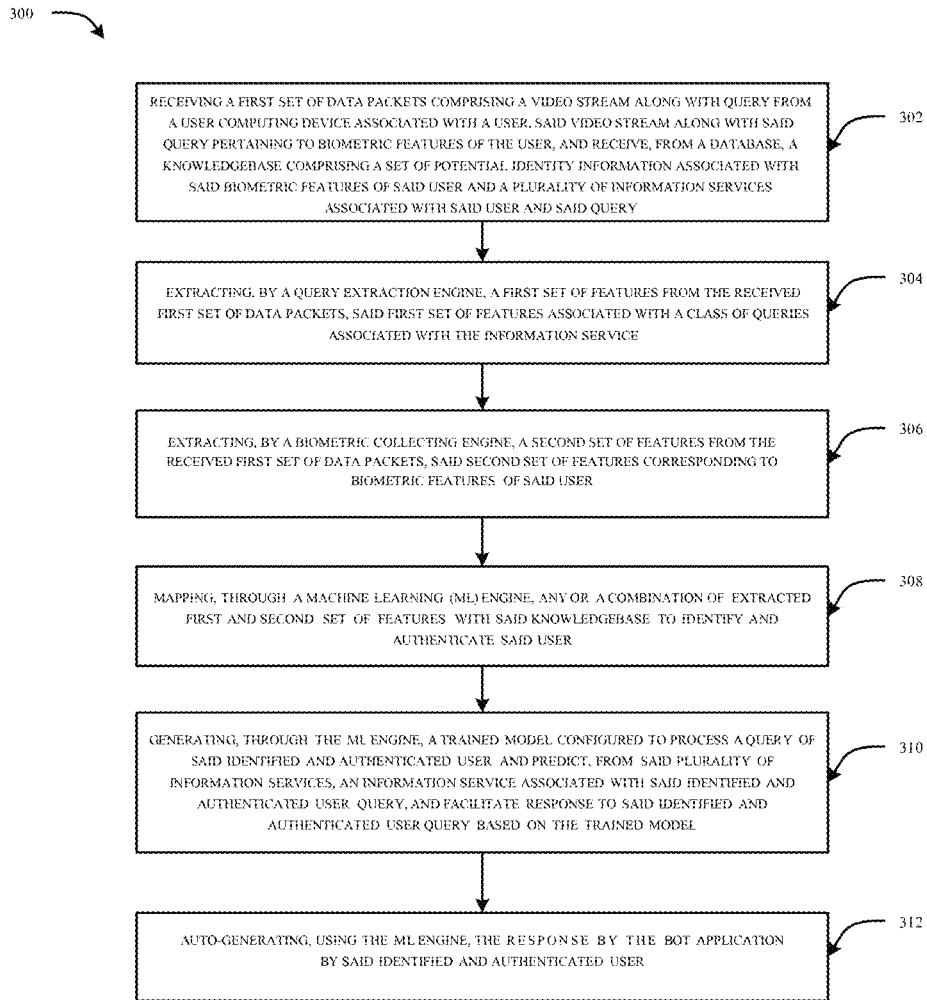 300
RECEIVING A FIRST SET OF DATA PACKETS COMPRISING A VIDEO STREAM ALONG WITH QUERY FROM
A USER COMPUTING DEVICE ASSOCIATED WITH A USER, SAID VIDEO STREAM ALONG WITH SAID
QUERY PERTAINING TO BIOMETRIC FEATURES OF THE USER, AND RECEIVE, FROM A DATABASE, A
KNOWLEDGEBASE COMPRISING A SET OF POTENTIAL IDENTITY INFORMATION ASSOCIATED WITH
SAID BIOMETRIC FEATURES OF SAID USER AND A PLURALITY OF INFORMATION SERVICES
ASSOCIATED WITH SAID USER AND SAID QUERY
302
EXTRACTING, BY A QUERY EXTRACTION ENGINE, A FIRST SET OF FEATURES FROM THE RECEIVED
FIRST SET OF DATA PACKETS, SAID FIRST SET OF FEATURES ASSOCIATED WITH A CLASS OF QUERIES
ASSOCIATED WITH THE INFORMATION SERVICE
304
EXTRACTING, BY A BIOMETRIC COLLECTING ENGINE, A SECOND SET OF FEATURES FROM THE
RECEIVED FIRST SET OF DATA PACKETS, SAID SECOND SET OF FEATURES CORRESPONDING TO
BIOMETRIC FEATURES OF SAID USER
306
MAPPING, THROUGH A MACHINE LEARNING (ML) ENGINE, ANY OR A COMBINATION OF EXTRACTED
FIRST AND SECOND SET OF FEATURES WITH SAID KNOWLEDGEBASE TO IDENTIFY AND
AUTHENTICATE SAID USER
308
GENERATING, THROUGH THE ML ENGINE, A TRAINED MODEL CONFIGURED TO PROCESS A QUERY OF
SAID IDENTIFIED AND AUTHENTICATED USER AND PREDICT, FROM SAID PLURALITY OF
INFORMATION SERVICES, AN INFORMATION SERVICE ASSOCIATED WITH SAID IDENTIFIED AND
AUTHENTICATED USER QUERY, AND FACILITATE RESPONSE TO SAID IDENTIFIED AND
AUTHENTICATED USER QUERY BASED ON THE TRAINED MODEL
310
AUTO-GENERATING, USING THE ML ENGINE, THE RESPONSE BY THE BOT APPLICATION
BY SAID IDENTIFIED AND AUTHENTICATED USER
312